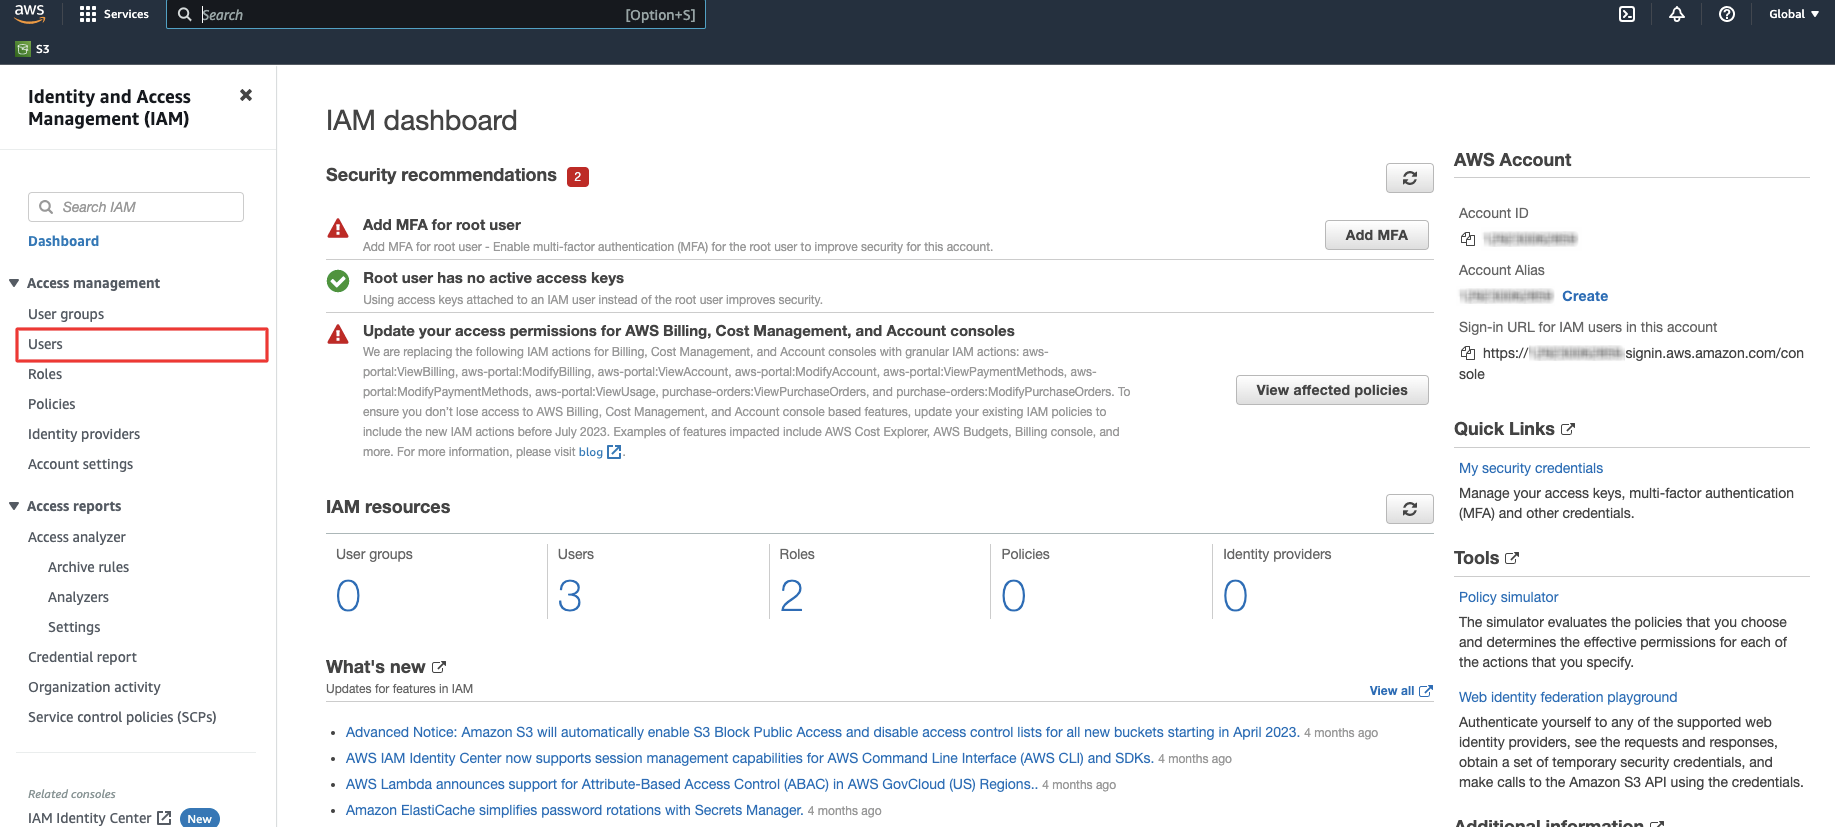 aws
Services
Search
[Option+S]
Global
S3
Identity and Access
Management (IAM)
Search IAM
Dashboard
Access management
User groups
Users
Roles
Policies
Identity providers
Account settings
Access reports
Access analyzer
Archive rules
Analyzers
Settings
Credential report
Organization activity
Service control policies (SCPs)
Related consoles
IAM Identity Center
New
IAM dashboard
Security recommendations 2
Add MFA for root user
Add MFA for root user - Enable multi-factor authentication (MFA) for the root user to improve security for this account.
Add MFA
Root user has no active access keys
Using access keys attached to an IAM user instead of the root user improves security.
Update your access permissions for AWS Billing, Cost Management, and Account consoles
We are replacing the following IAM actions for Billing, Cost Management, and Account consoles with granular IAM actions: aws-
portal:ViewBilling, aws-portal:ModifyBilling, aws-portal:ViewAccount, aws-portal:ModifyAccount, aws-portal:ViewPaymentMethods, aws-
portal:ModifyPaymentMethods, aws-portal:ViewUsage, purchase-orders:ViewPurchaseOrders, and purchase-orders:ModifyPurchaseOrders. To
ensure you don't lose access to AWS Billing, Cost Management, and Account console based features, update your existing IAM policies to
include the new IAM actions before July 2023. Examples of features impacted include AWS Cost Explorer, AWS Budgets, Billing console, and
more. For more information, please visit blog.
View affected policies
IAM resources
User groups
0
Users
3
Roles
2
Policies
0
Identity providers
0
What's new
Updates for features in IAM
View all
Advanced Notice: Amazon S3 will automatically enable S3 Block Public Access and disable access control lists for all new buckets starting in April 2023. 4 months ago
AWS IAM Identity Center now supports session management capabilities for AWS Command Line Interface (AWS CLI) and SDKs. 4 months ago
AWS Lambda announces support for Attribute-Based Access Control (ABAC) in AWS GovCloud (US) Regions.. 4 months ago
Amazon ElastiCache simplifies password rotations with Secrets Manager. 4 months ago
AWS Account
Account ID
Account Alias
Create
Sign-in URL for IAM users in this account
https:// signin.aws.amazon.com/con
sole
Quick Links
My security credentials
Manage your access keys, multi-factor authentication
(MFA) and other credentials.
Tools
Policy simulator
The simulator evaluates the policies that you choose
and determines the effective permissions for each of
the actions that you specify.
Web identity federation playground
Authenticate yourself to any of the supported web
identity providers, see the requests and responses,
obtain a set of temporary security credentials, and
make calls to the Amazon S3 API using the credentials.
Additional information